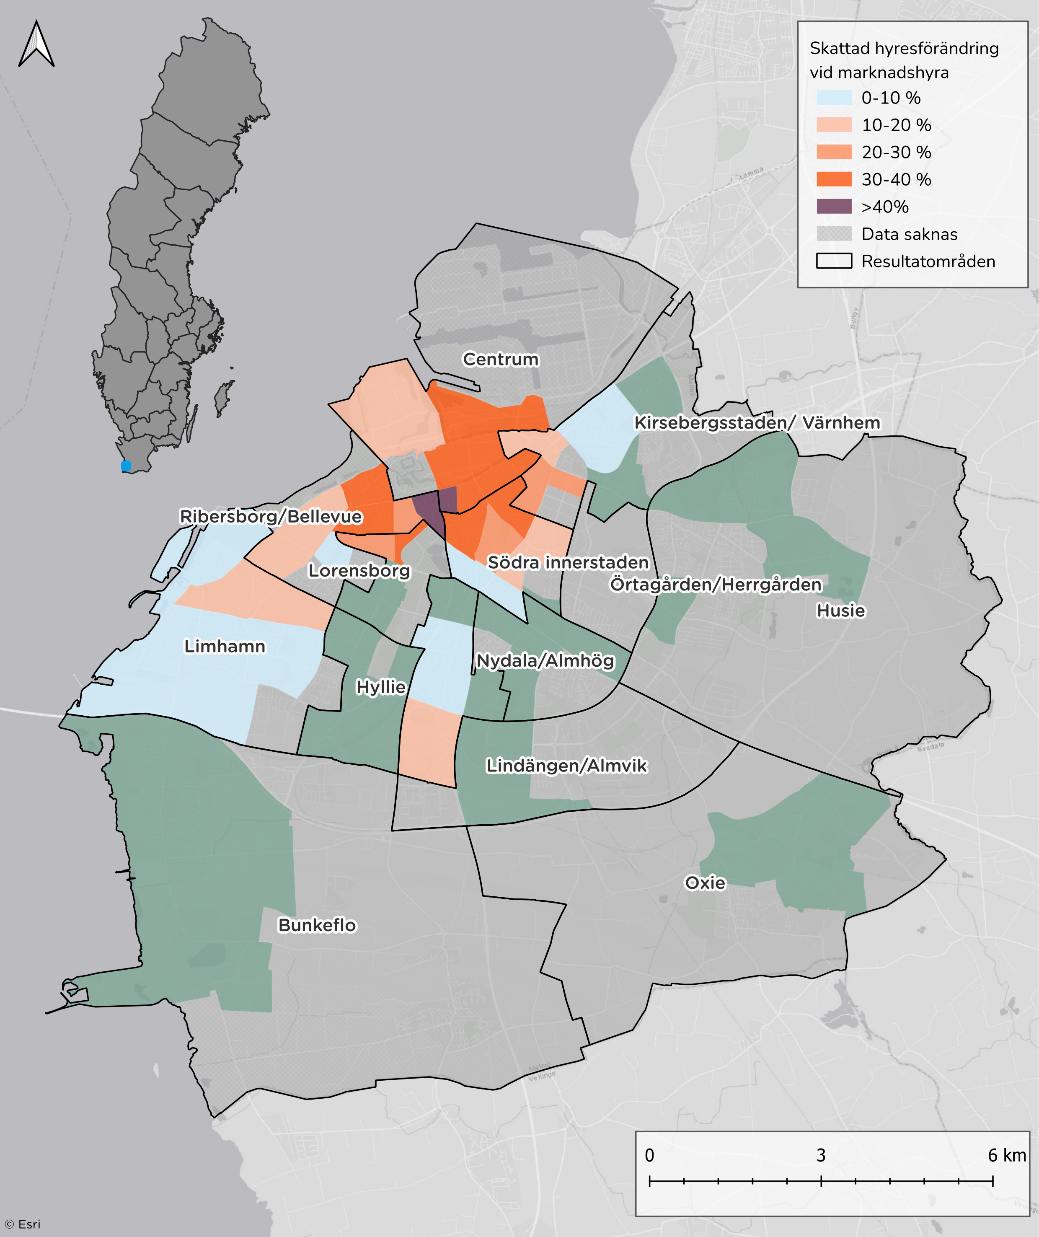 Skattad hyresförändring
vid marknadshyra
0-10 %
10-20 %
20-30 %
30-40 %
>40%
Data saknas
Resultatområden
Centrum
Kirsebergsstaden/ Värnhem
Ribersborg/Bellevue
Lorensborg
Södra innerstaden
Örtagården/Herrgården
Husie
Limhamn
Nydala/Almhög
Hyllie
Lindängen/Almvik
Oxie
Bunkeflo
0 3 6 km
© Esri